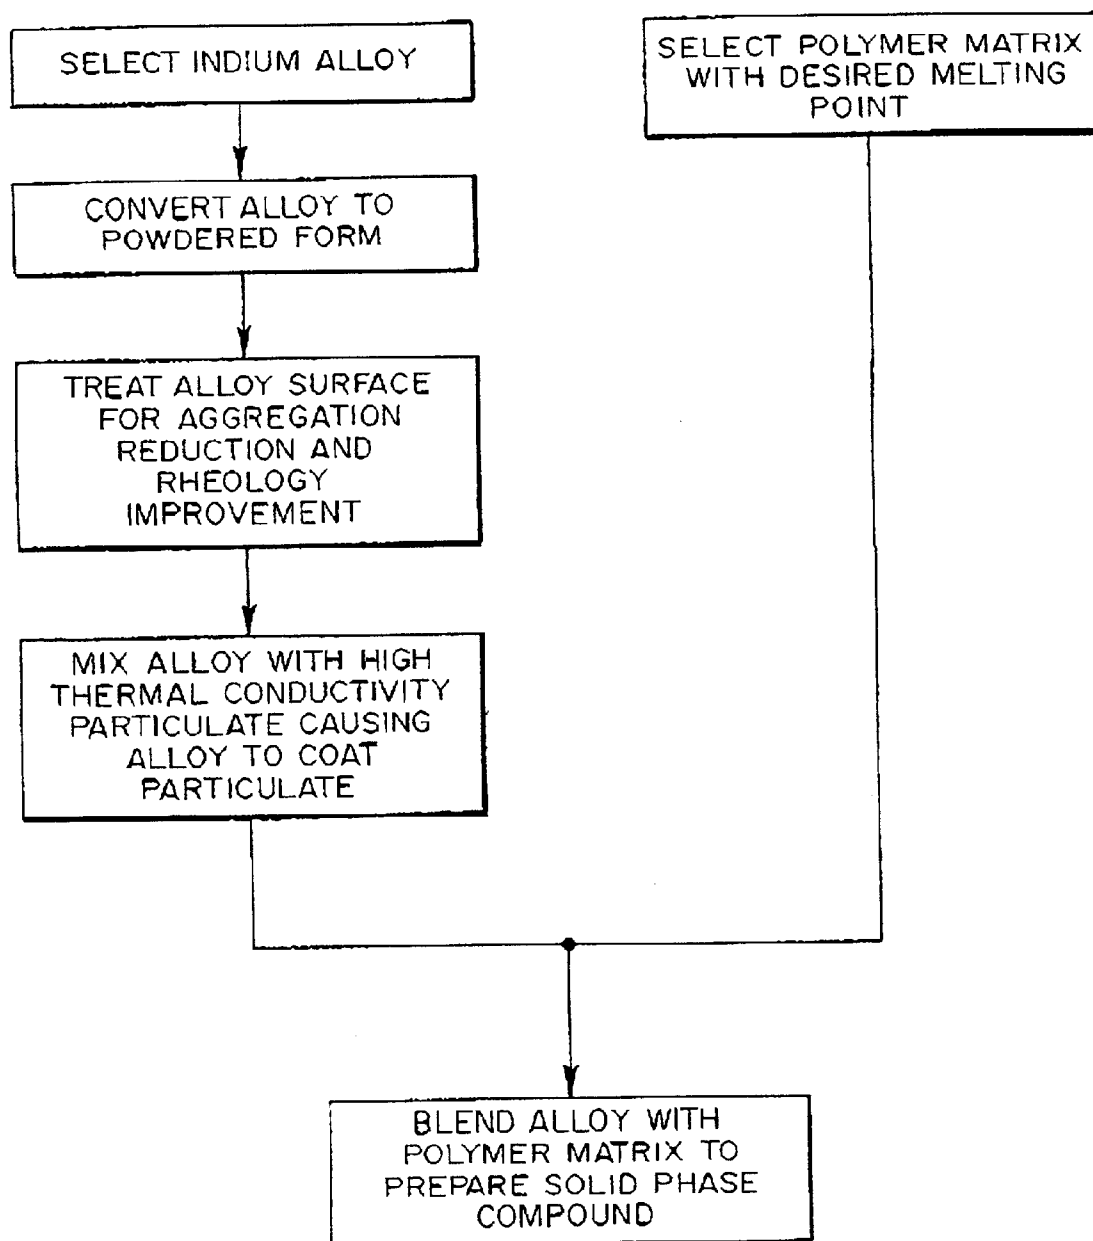 SELECT INDIUM ALLOY
SELECT POLYMER MATRIX
WITH DESIRED MELTING
POINT
CONVERT ALLOY TO
POWDERED FORM
TREAT ALLOY SURFACE
FOR AGGREGATION
REDUCTION AND
RHEOLOGY
IMPROVEMENT
MIX ALLOY WITH HIGH
THERMAL CONDUCTIVITY
PARTICULATE CAUSING
ALLOY TO COAT
PARTICULATE
BLEND ALLOY WITH
POLYMER MATRIX TO
PREPARE SOLID PHASE
COMPOUND